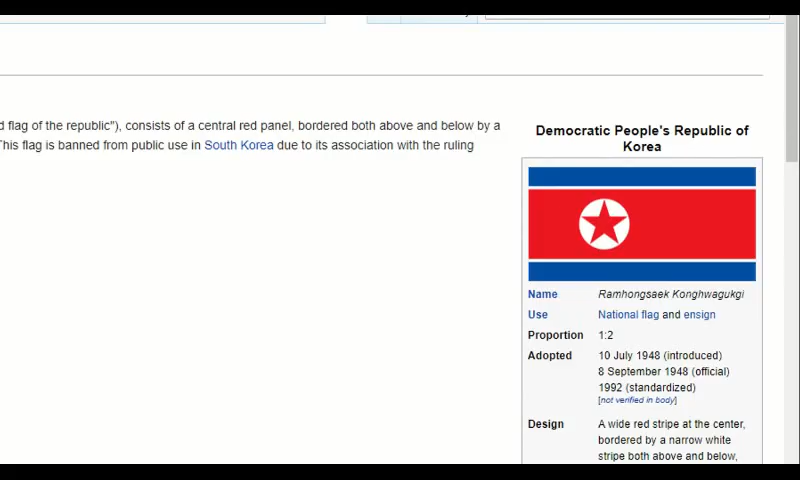 d flag of the republic"), consists of a central red panel, bordered both above and below by a
This flag is banned from public use in South Korea due to its association with the ruling
Democratic People's Republic of
Korea
Name Ramhongsaek Konghwagukgi
Use National flag and ensign
Proportion 1:2
Adopted 10 July 1948 (introduced)
8 September 1948 (official)
1992 (standardized)
[not verified in body]
Design A wide red stripe at the center,
bordered by a narrow white
stripe both above and below,